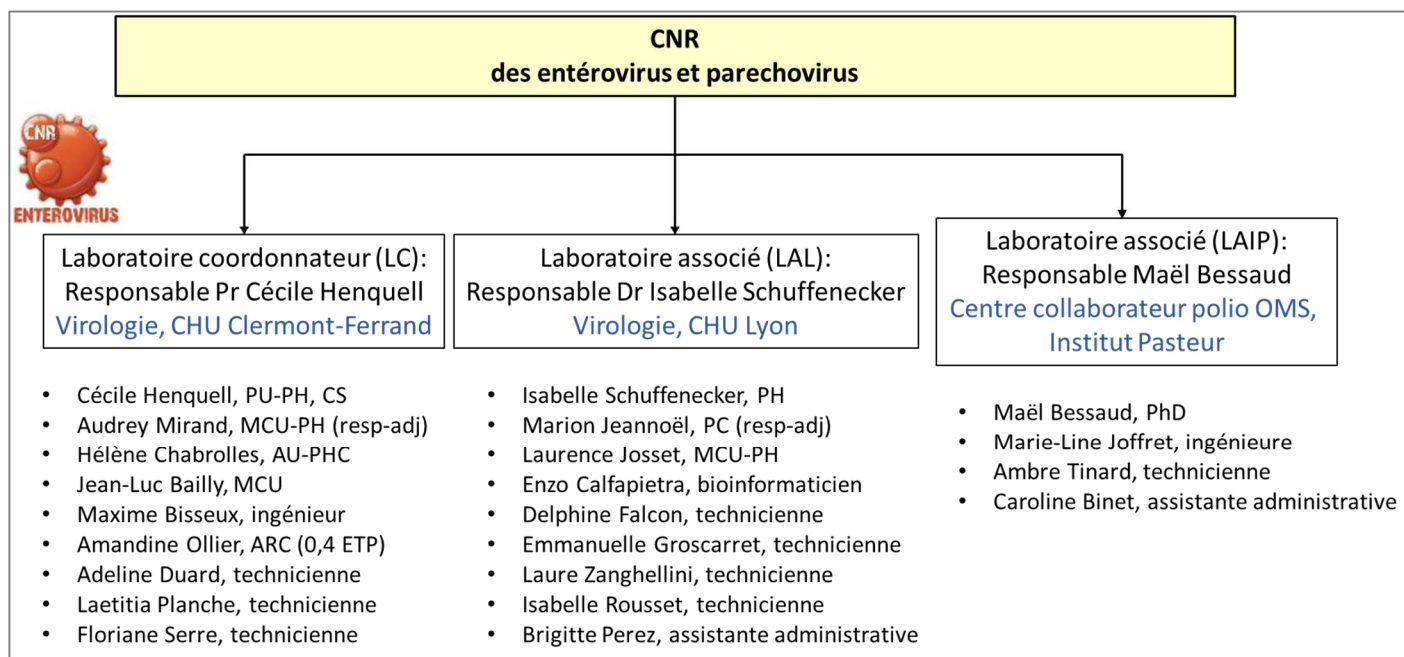 CNR
des entérovirus et parechovirus
CNR
ENTEROVIRUS
Laboratoire coordonnateur (LC):
Responsable Pr Cécile Henquell
Virologie, CHU Clermont-Ferrand
Laboratoire associé (LAL):
Responsable Dr Isabelle Schuffenecker
Virologie, CHU Lyon
Laboratoire associé (LAIP):
Responsable Maël Bessaud
Centre collaborateur polio OMS,
Institut Pasteur
• Cécile Henquell, PU-PH, CS
• Audrey Mirand, MCU-PH (resp-adj)
• Hélène Chabrolles, AU-PHC
• Jean-Luc Bailly, MCU
• Maxime Bisseux, ingénieur
• Amandine Ollier, ARC (0,4 ETP)
• Adeline Duard, technicienne
• Laetitia Planche, technicienne
• Floriane Serre, technicienne
• Isabelle Schuffenecker, PH
• Marion Jeannoël, PC (resp-adj)
• Laurence Josset, MCU-PH
• Enzo Calfapietra, bioinformaticien
• Delphine Falcon, technicienne
• Emmanuelle Groscarret, technicienne
• Laure Zanghellini, technicienne
• Isabelle Rousset, technicienne
• Brigitte Perez, assistante administrative
• Maël Bessaud, PhD
• Marie-Line Joffret, ingénieure
• Ambre Tinard, technicienne
• Caroline Binet, assistante administrative